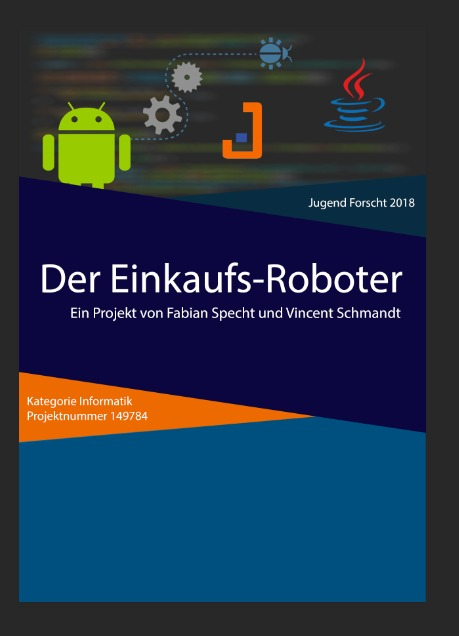 Jugend Forscht 2018
Der Einkaufs-Roboter
Ein Projekt von Fabian Specht und Vincent Schmandt
Kategorie Informatik
Projektnummer 149784